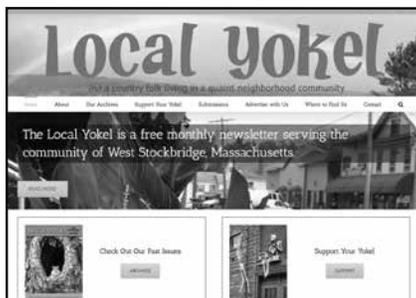 Local Yokel
a country folk living in a quaint neighborhood community
Home About Our Archives Support Your Yokel Submissions Advertise with Us Where to Find Us Contact
The Local Yokel is a free monthly newsletter serving the
community of West Stockbridge, Massachusetts.
READ MORE
Check Out Our Past Issues
ARCHIVES
Support Your Yokel
SUPPORT